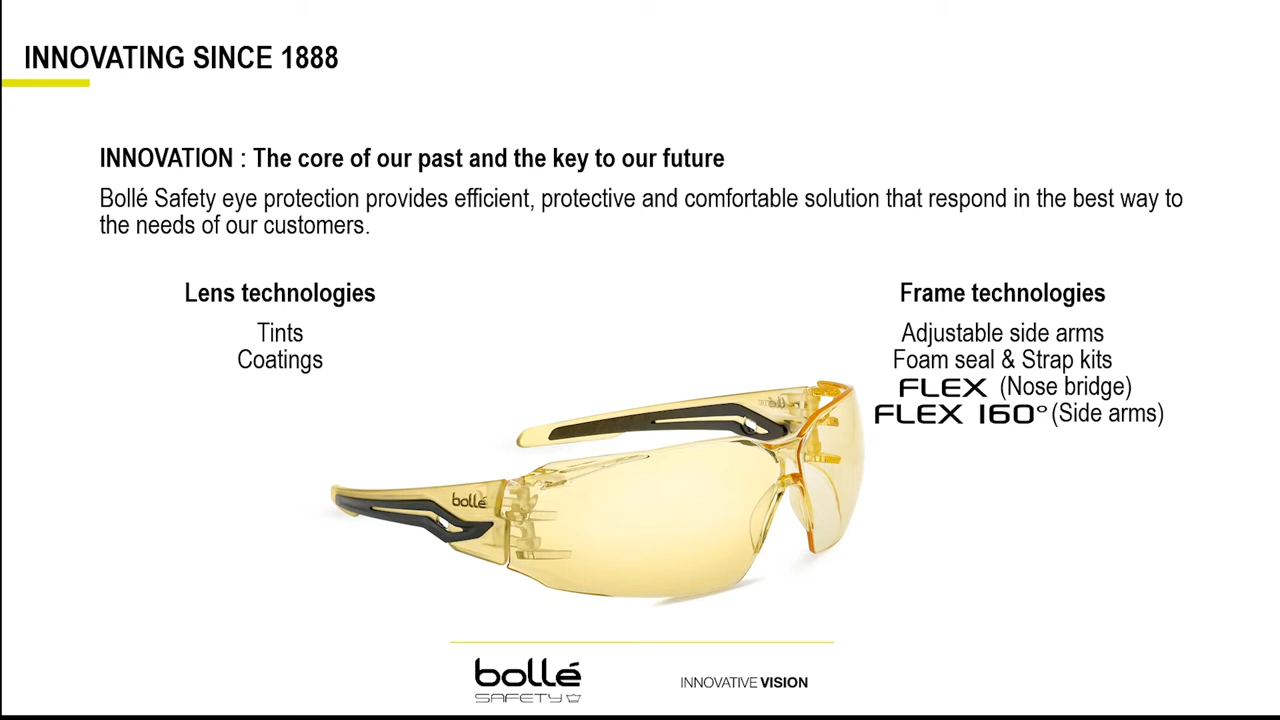 INNOVATING SINCE 1888
INNOVATION : The core of our past and the key to our future
Bollé Safety eye protection provides efficient, protective and comfortable solution that respond in the best way to
the needs of our customers.
Lens technologies
Tints
Coatings
Frame technologies
Adjustable side arms
Foam seal & Strap kits
FLEX (Nose bridge)
FLEX 160° (Side arms)
bollé
bollé
SAFETY
INNOVATIVE VISION